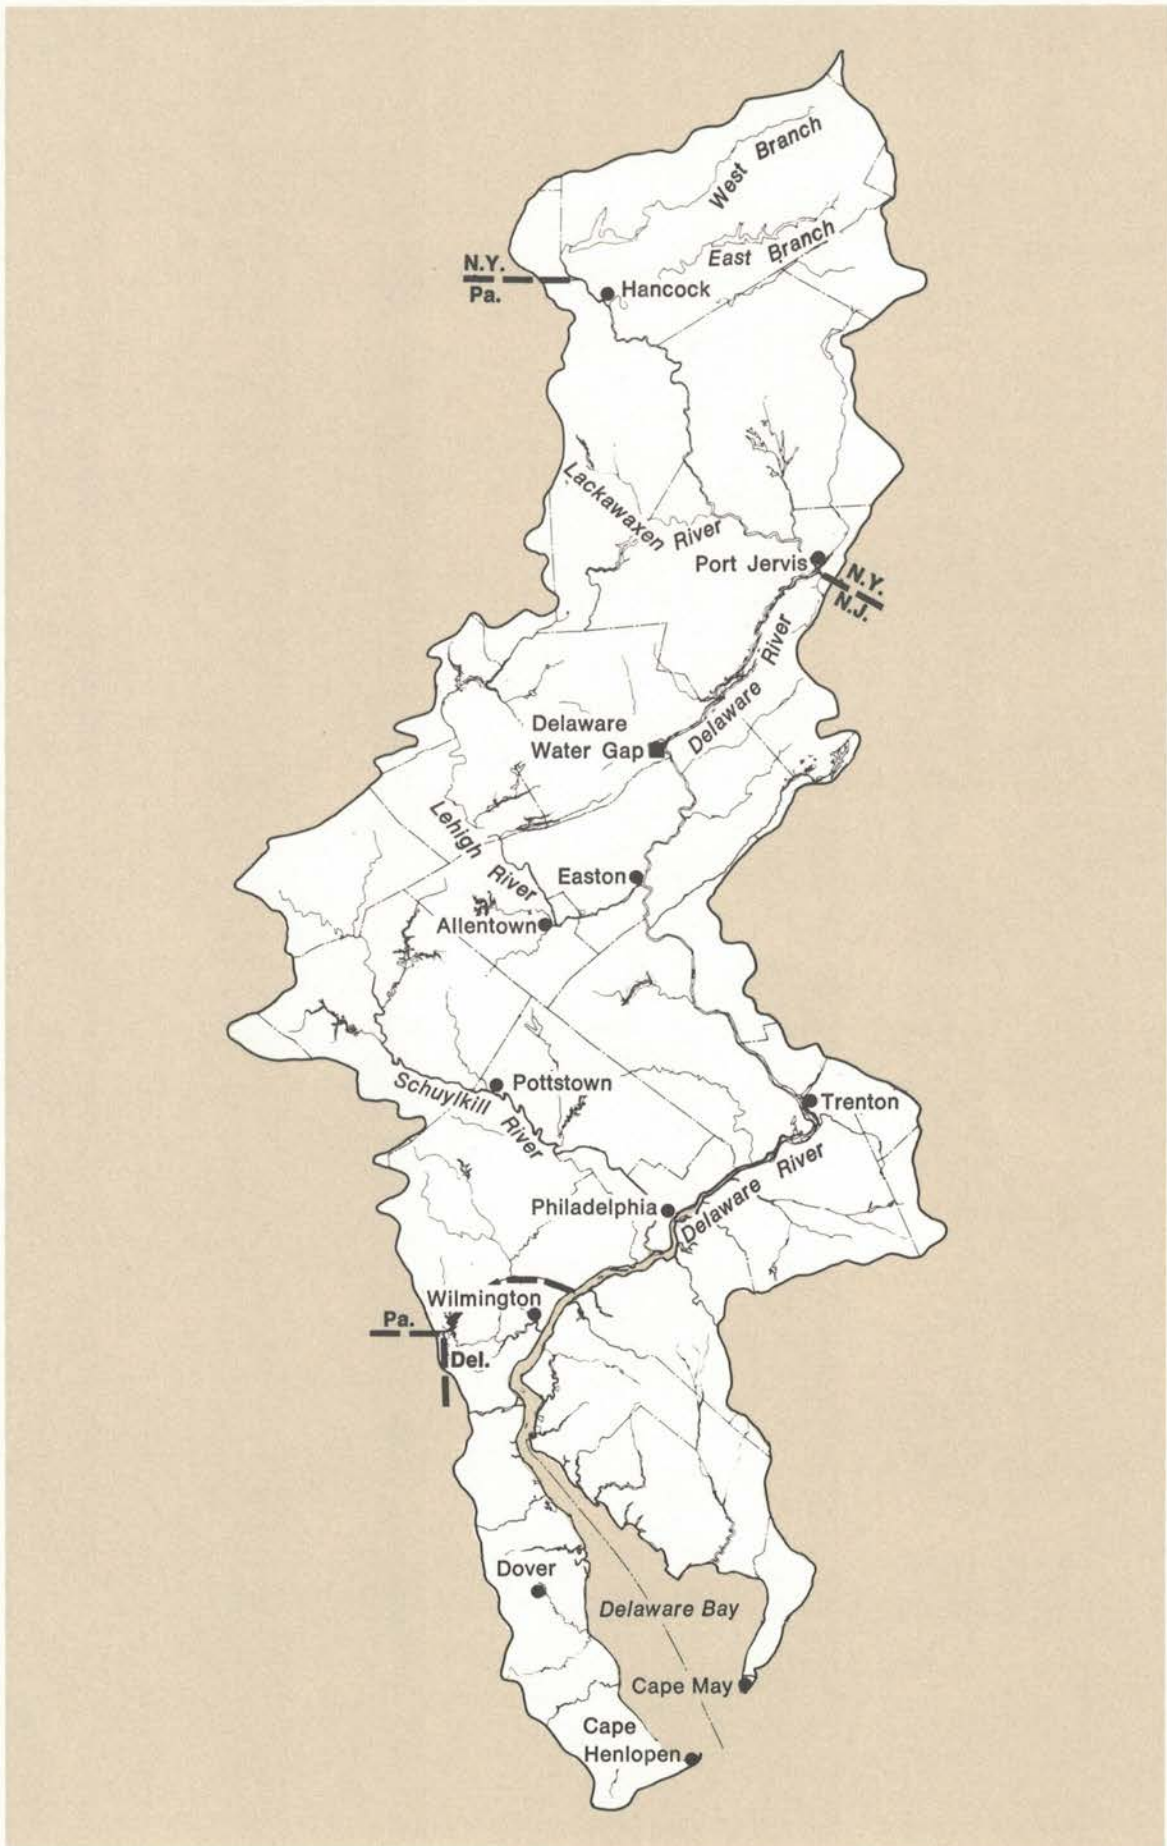 West Branch
East Branch
N.Y.
Pa.
Hancock
Lackawaxen River
Port Jervis
N.Y.
N.J.
Delaware River
Delaware
Water Gap
Lehigh River
Easton
Allentown
Pottstown
Schuylkill River
Trenton
Philadelphia
Delaware River
Wilmington
Pa.
Del.
Dover
Delaware Bay
Cape May
Cape
Henlopen